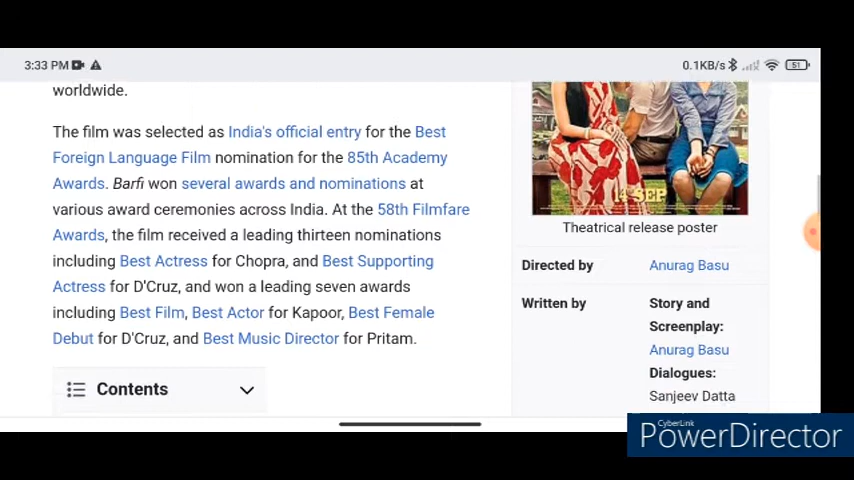 3:33 PM
0.1KB/s
51
worldwide.
The film was selected as India's official entry for the Best
Foreign Language Film nomination for the 85th Academy
Awards. Barfi won several awards and nominations at
various award ceremonies across India. At the 58th Filmfare
Awards, the film received a leading thirteen nominations
including Best Actress for Chopra, and Best Supporting
Actress for D'Cruz, and won a leading seven awards
including Best Film, Best Actor for Kapoor, Best Female
Debut for D'Cruz, and Best Music Director for Pritam.
Contents
14 SEP
Theatrical release poster
Directed by
Anurag Basu
Written by
Story and
Screenplay:
Anurag Basu
Dialogues:
Sanjeev Datta
CyberLink
PowerDirector